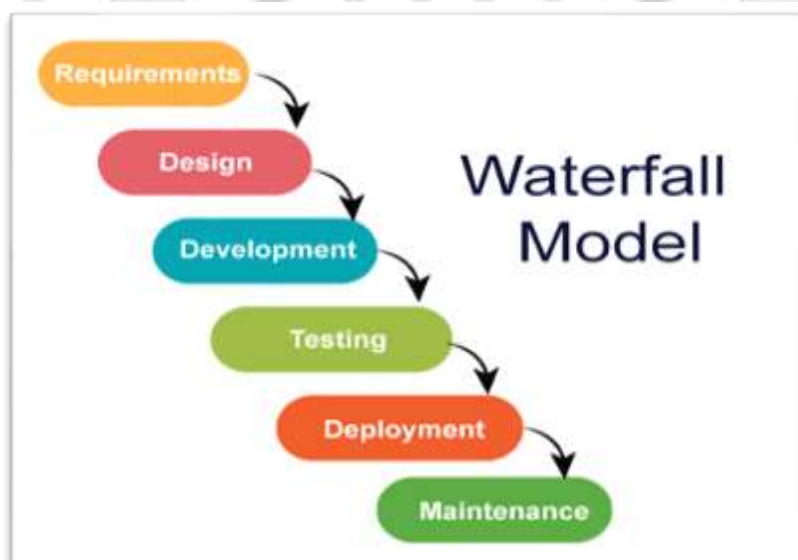 Requirements
Design
Waterfall
Model
Development
Testing
Deployment
Maintenance